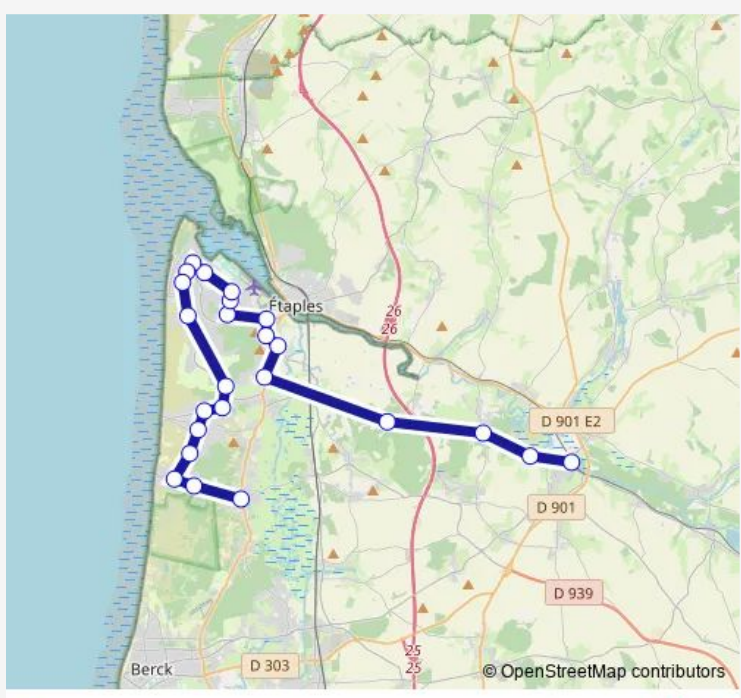 Étaples
26
26
D 901 E2
D 901
D 939
25
25
Berck
D 303
© OpenStreetMap contributors